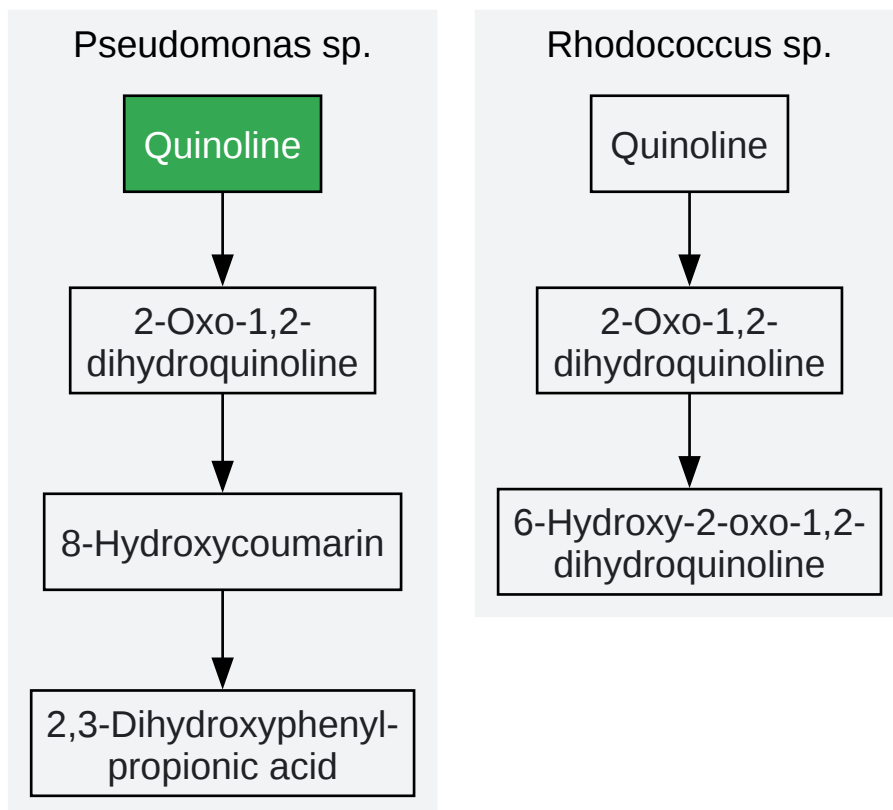 Pseudomonas sp.
Quinoline
2-Oxo-1,2-
dihydroquinoline
8-Hydroxycoumarin
2,3-Dihydroxyphenyl-
propionic acid
Rhodococcus sp.
Quinoline
2-Oxo-1,2-
dihydroquinoline
6-Hydroxy-2-oxo-1,2-
dihydroquinoline